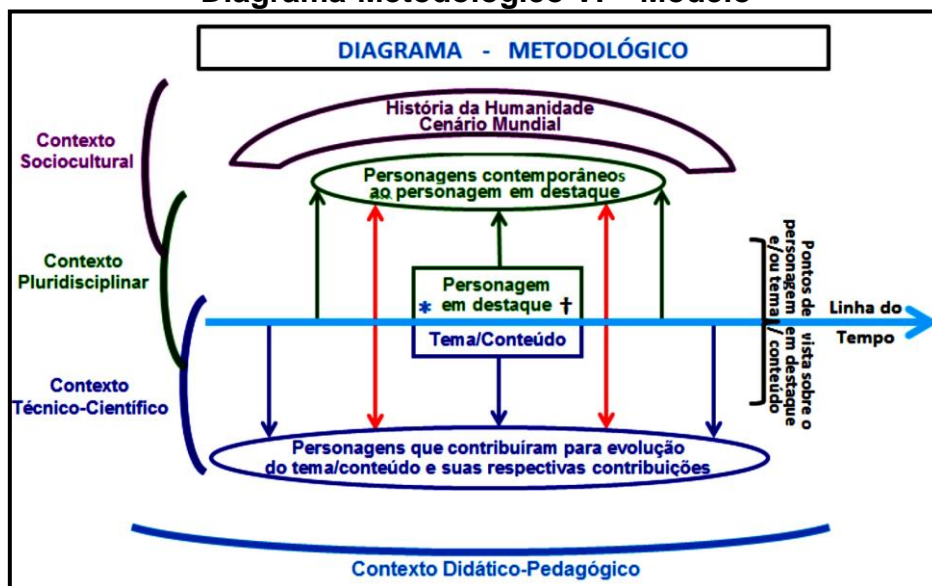 Diagrama-Metodológico VI - Modelo
DIAGRAMA - METODOLÓGICO
História da Humanidade
Cenário Mundial
Contexto
Sociocultural
Personagens contemporâneos
ao personagem em destaque
Contexto
Pluridisciplinar
Personagem
* em destaque †
Tema/Conteúdo
Pontos de vista sobre o
personagem em destaque
e/ou tema / conteúdo
Linha do
Tempo
Contexto
Técnico-Científico
Personagens que contribuíram para evolução
do tema/conteúdo e suas respectivas contribuições
Contexto Didático-Pedagógico